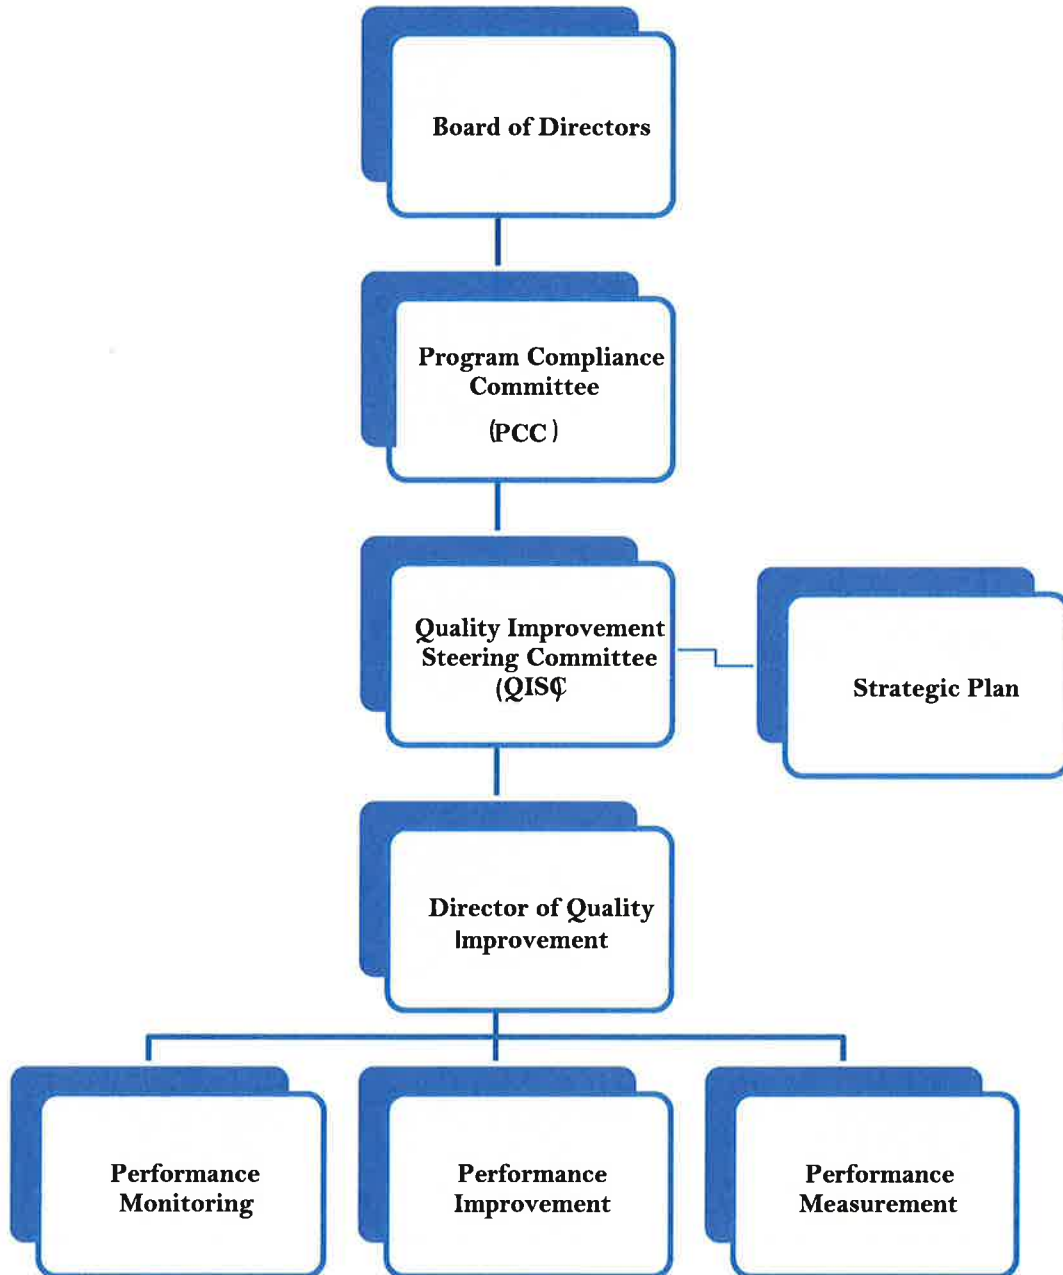 Board of Directors
Program Compliance
Committee
(PCC)
Quality Improvement
Steering Committee
(QISC)
Strategic Plan
Director of Quality
Improvement
Performance
Monitoring
Performance
Improvement
Performance
Measurement